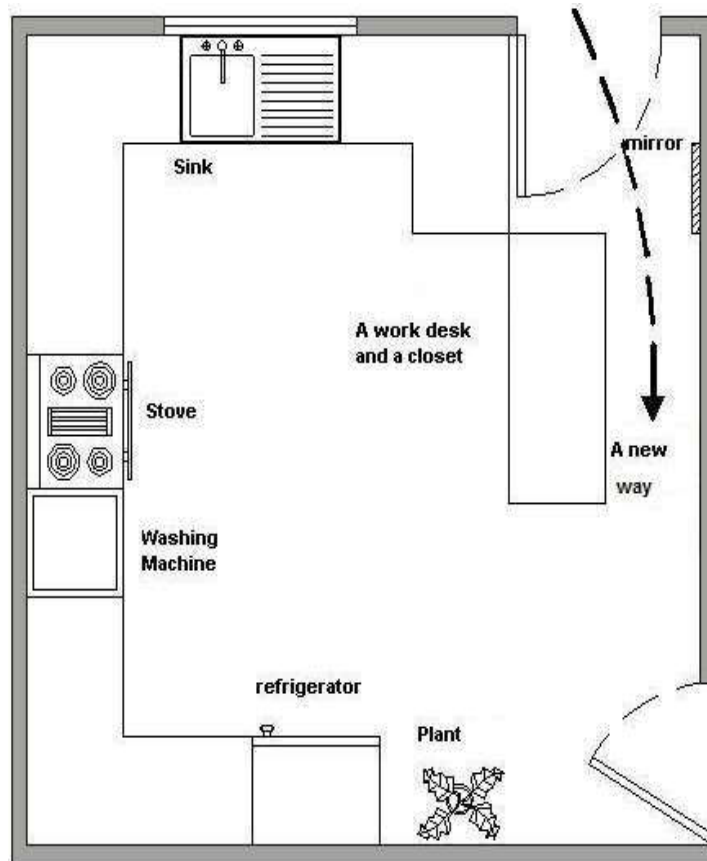 mirror
Sink
A work desk
and a closet
Stove
A new
way
Washing
Machine
refrigerator
Plant